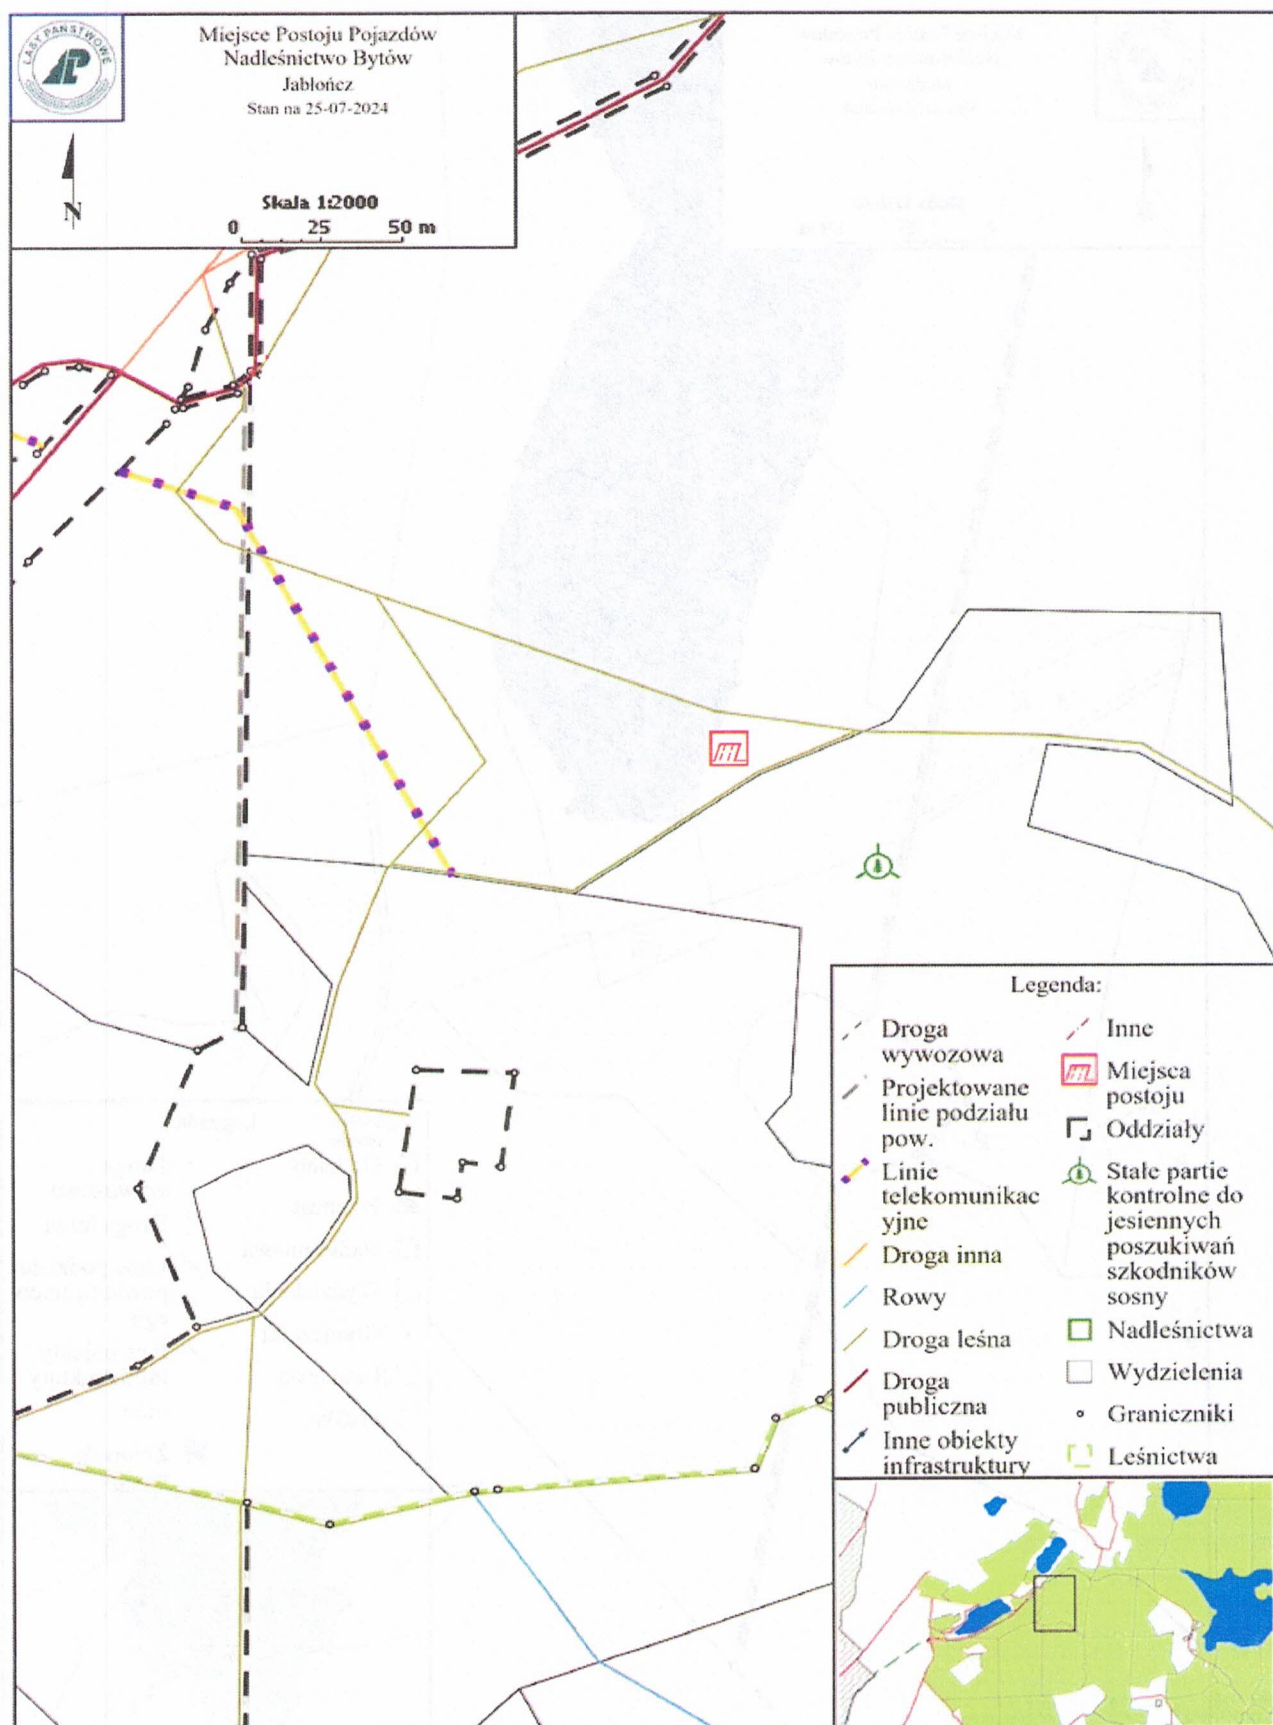 LASY PAŃSTWOWE
Miejsce Postoju Pojazdów
Nadleśnictwo Bytów
Jabłończ
Stan na 25-07-2024
N
Skala 1:2000
0 25 50 m
Legenda:
Droga
wywozowa
Projektowane
linie podziału
pow.
Linie
telekomunikac
yjne
Droga inna
Rowy
Droga leśna
Droga
publiczna
Inne obiekty
infrastruktury
Inne
Miejsca
postoju
Oddziały
Stałe partie
kontrolne do
jesiennych
poszukiwań
szkodników
sosny
Nadleśnictwa
Wydzielenia
Graniczniki
Leśnictwa